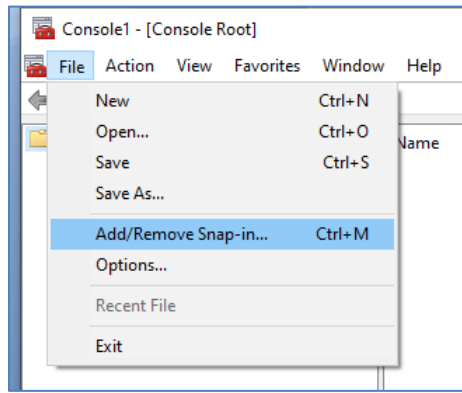 Console1 - [Console Root]
File Action View Favorites Window Help
New Ctrl+N
Open... Ctrl+O
Name
Save Ctrl+S
Save As...
Add/Remove Snap-in... Ctrl+M
Options...
Recent File
Exit